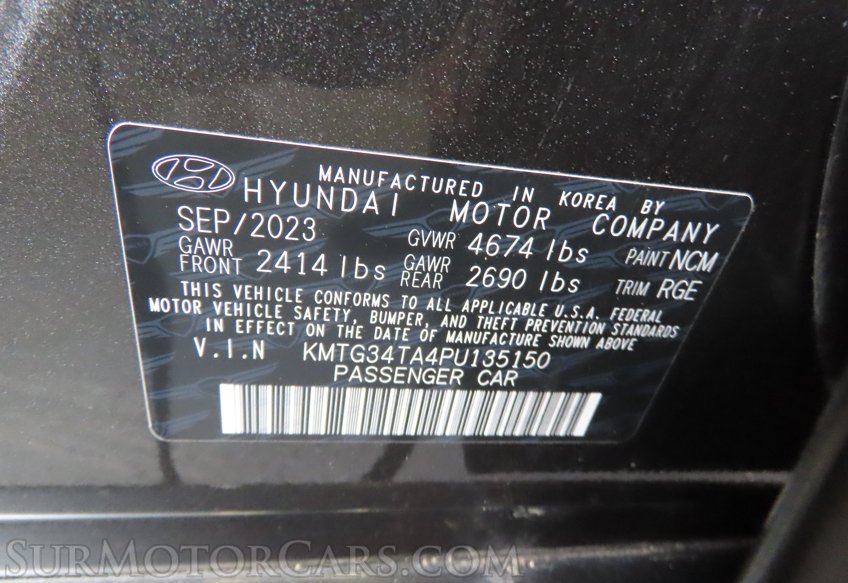 MANUFACTURED IN KOREA BY
HYUNDAI MOTOR COMPANY
SEP/2023 GVWR 4674 lbs PAINT NCM
GAWR FRONT 2414 lbs GAWR REAR 2690 lbs TRIM RGE
THIS VEHICLE CONFORMS TO ALL APPLICABLE U.S.A. FEDERAL
MOTOR VEHICLE SAFETY, BUMPER, AND THEFT PREVENTION STANDARDS
IN EFFECT ON THE DATE OF MANUFACTURE SHOWN ABOVE
V.I.N KMTG34TA4PU135150
PASSENGER CAR
SURMOTORCARS.COM